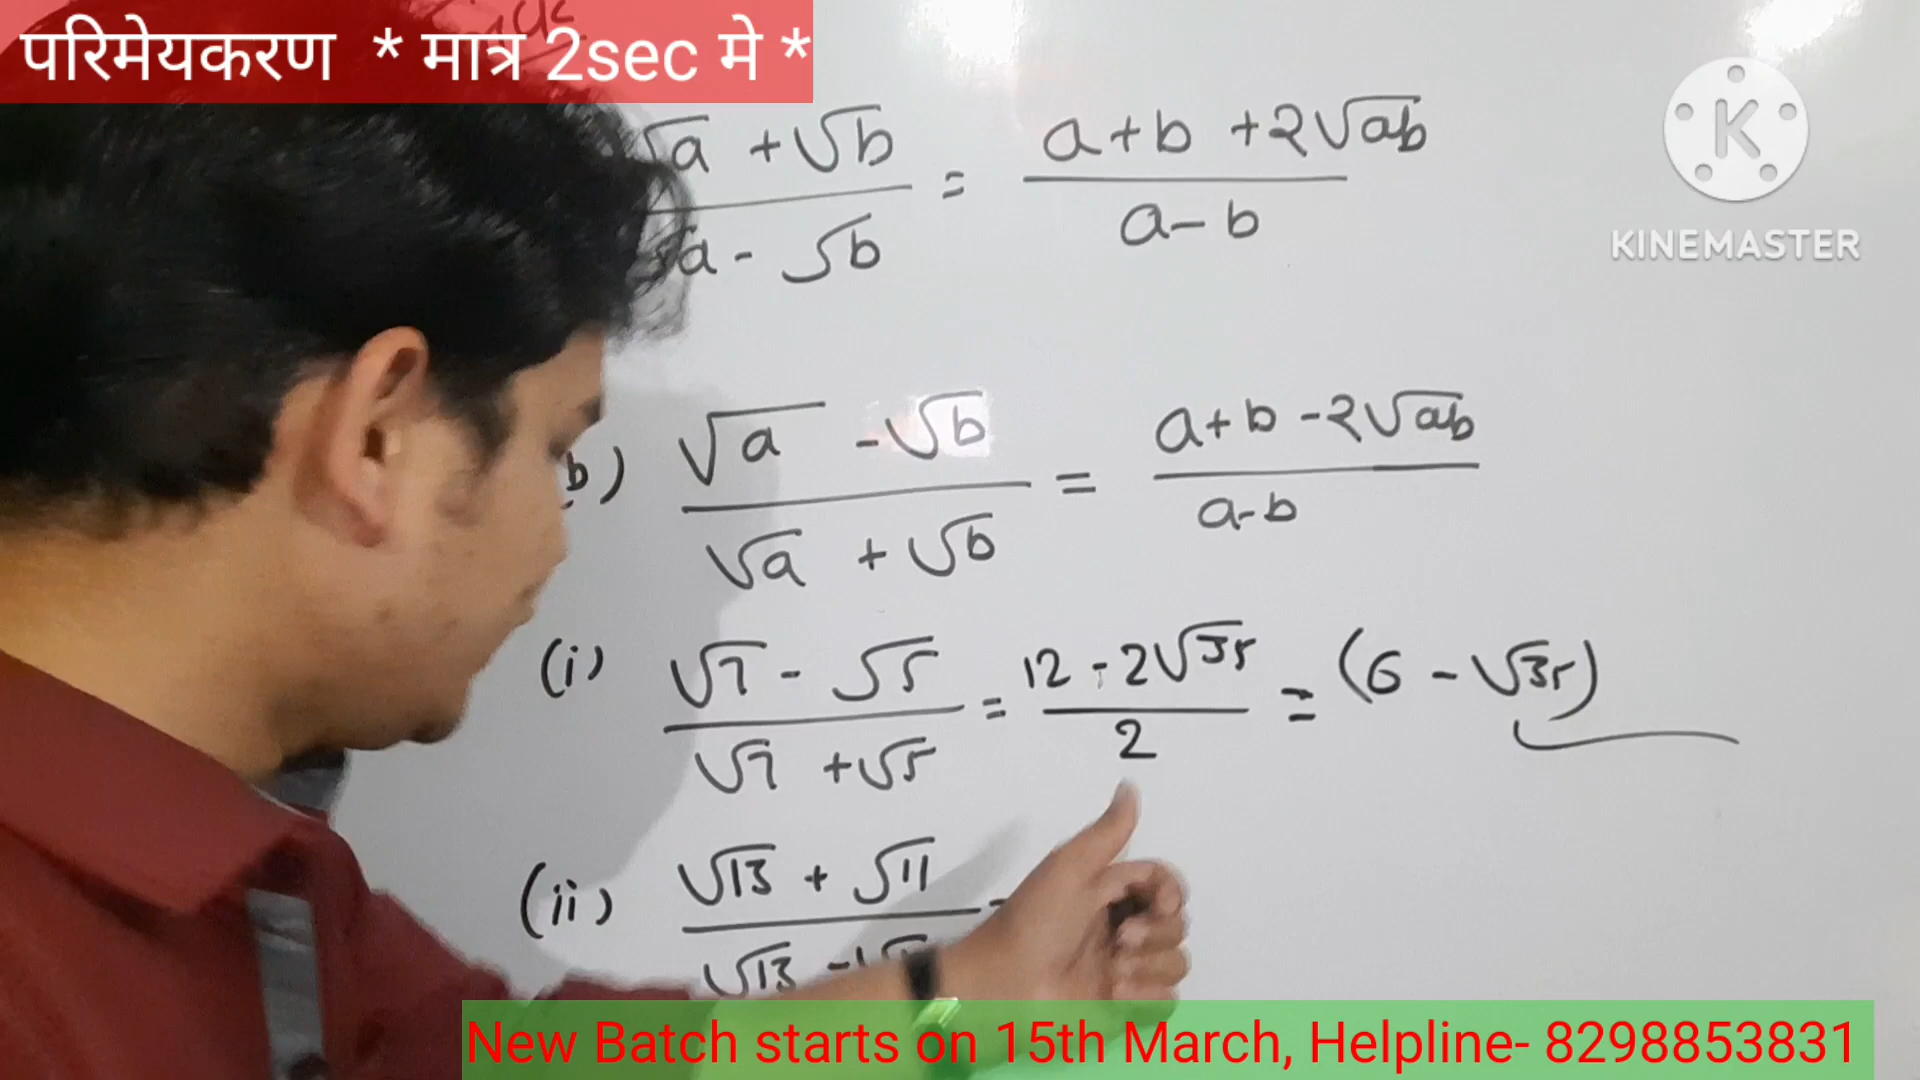 परिमेयकरण * मात्र 2sec मे *
√a + √b / √a - √b = a+b +2√ab / a-b
KINEMASTER
b) √a - √b / √a + √b = a+b -2√ab / a-b
(i) √7 - √5 / √7 + √5 = 12 - 2√35 / 2 = (6 - √35)
(ii) √13 + √11 / √13 - √
New Batch starts on 15th March, Helpline- 8298853831